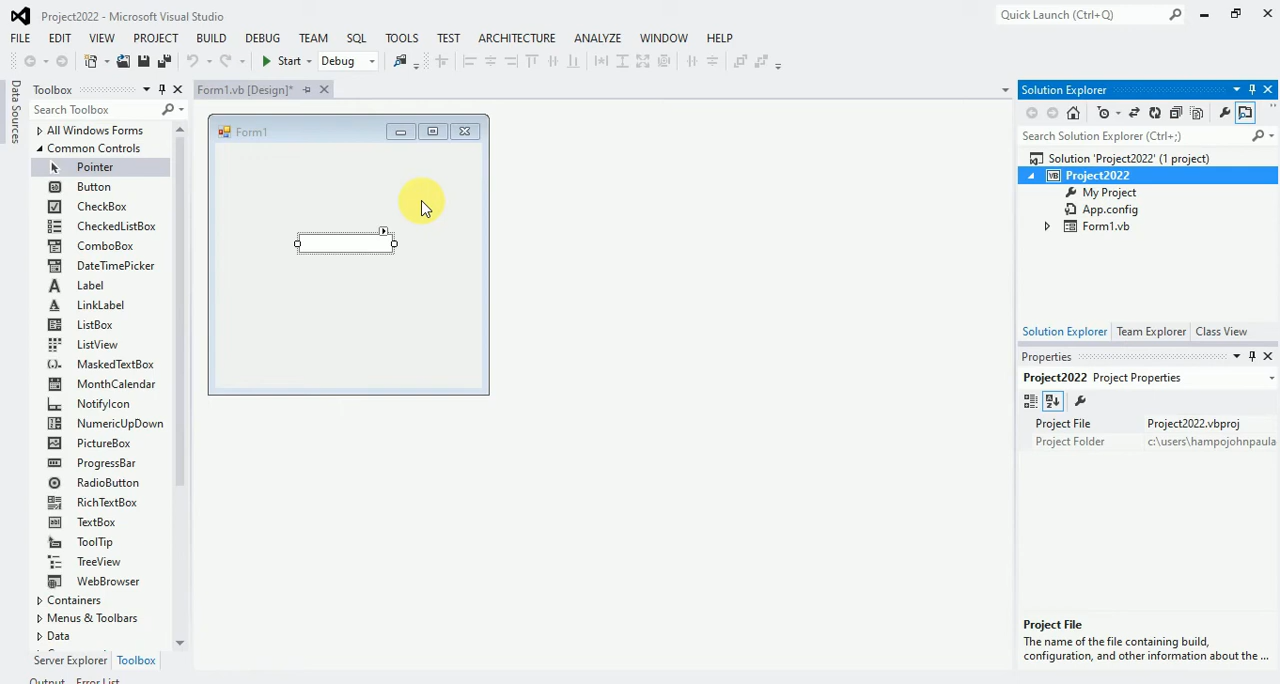 Project2022 - Microsoft Visual Studio
Quick Launch (Ctrl+Q)
FILE EDIT VIEW PROJECT BUILD DEBUG TEAM SQL TOOLS TEST ARCHITECTURE ANALYZE WINDOW HELP
Start Debug
Data Sources
Toolbox
Search Toolbox
All Windows Forms
Common Controls
Pointer
Button
CheckBox
CheckedListBox
ComboBox
DateTimePicker
Label
LinkLabel
ListBox
ListView
MaskedTextBox
MonthCalendar
NotifyIcon
NumericUpDown
PictureBox
ProgressBar
RadioButton
RichTextBox
TextBox
ToolTip
TreeView
WebBrowser
Containers
Menus & Toolbars
Data
Server Explorer Toolbox
Output Error List
Form1.vb [Design]*
Form1
Solution Explorer
Search Solution Explorer (Ctrl+;)
Solution 'Project2022' (1 project)
Project2022
My Project
App.config
Form1.vb
Solution Explorer Team Explorer Class View
Properties
Project2022 Project Properties
Project File Project2022.vbproj
Project Folder c:\users\hampojohnpaula
Project File
The name of the file containing build,
configuration, and other information about the ...